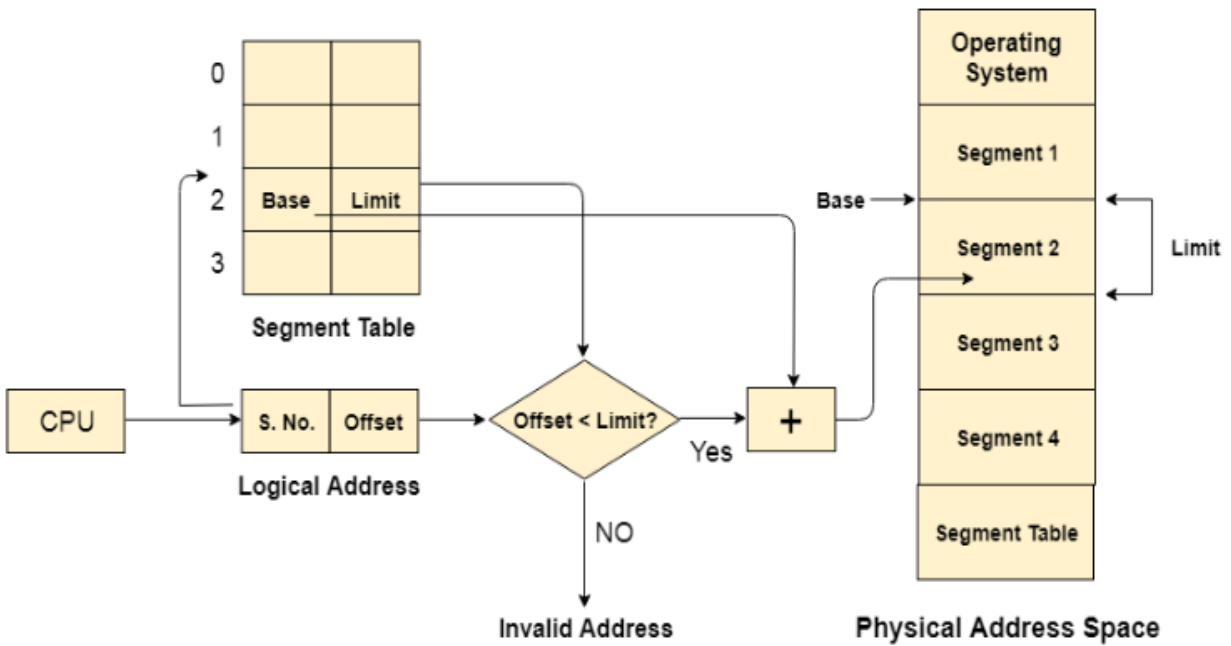 0
1
2
3
Base
Limit
Segment Table
CPU
S. No.
Offset
Logical Address
Offset < Limit?
Yes
NO
Invalid Address
+
Operating
System
Segment 1
Base
Segment 2
Limit
Segment 3
Segment 4
Segment Table
Physical Address Space